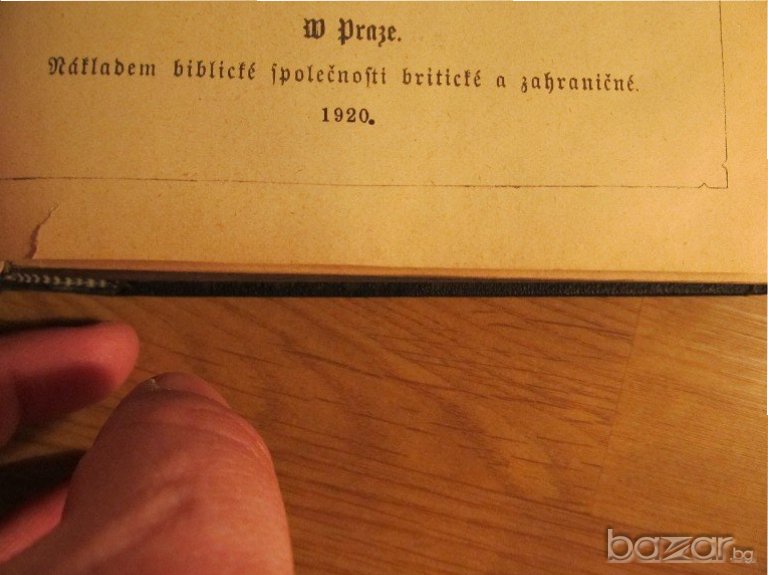 W Praze.
Nákladem biblické společnosti britické a zahraničné.
1920.
bazar.bg